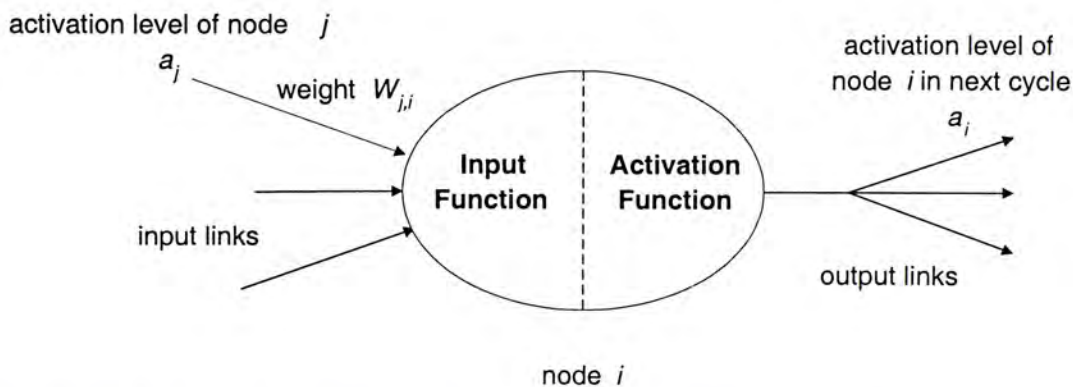 activation level of node j
a_j
weight W_{j,i}
input links
Input
Function
Activation
Function
activation level of
node i in next cycle
a_i
output links
node i